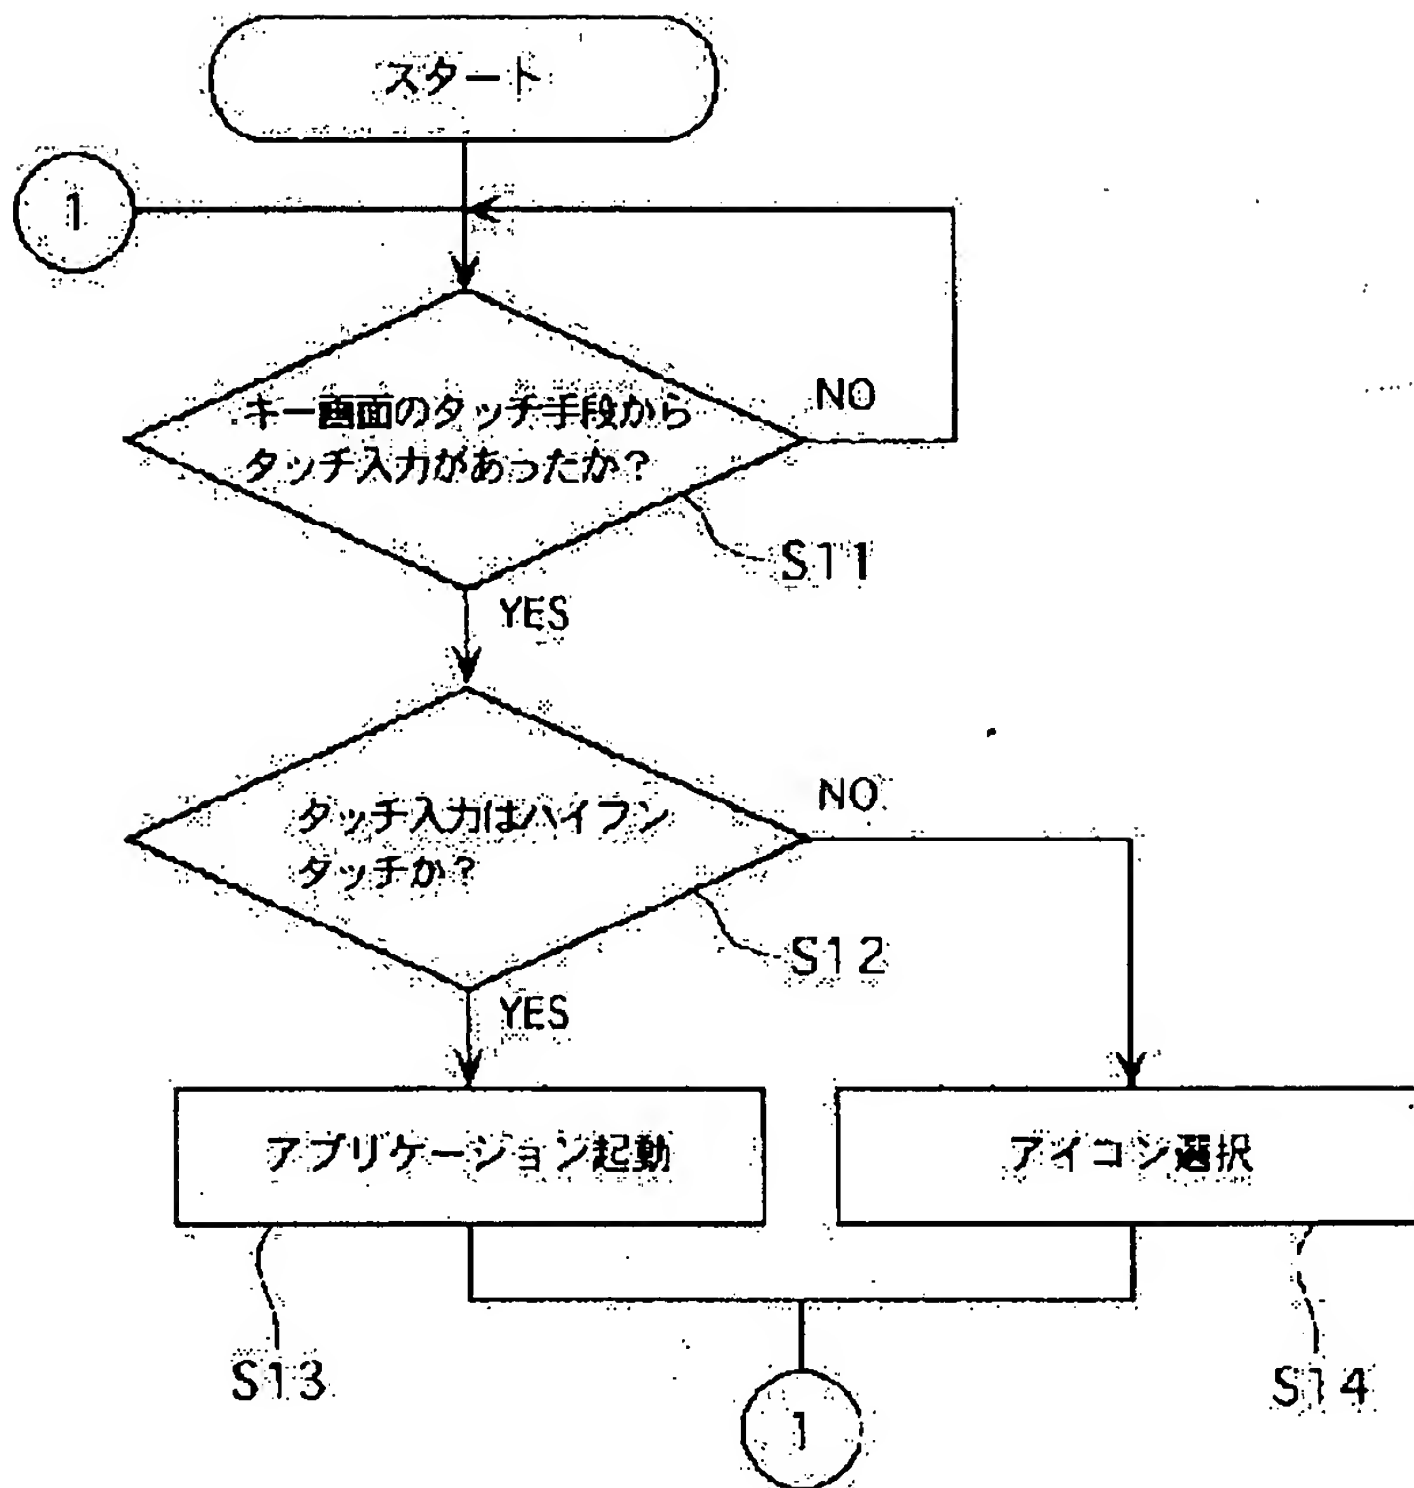 スタート
1
キー画面のタッチ手段から
タッチ入力があったか?
NO
S11
YES
タッチ入力はハイフン
タッチか?
NO
S12
YES
アプリケーション起動
アイコン選択
S13
S14
1